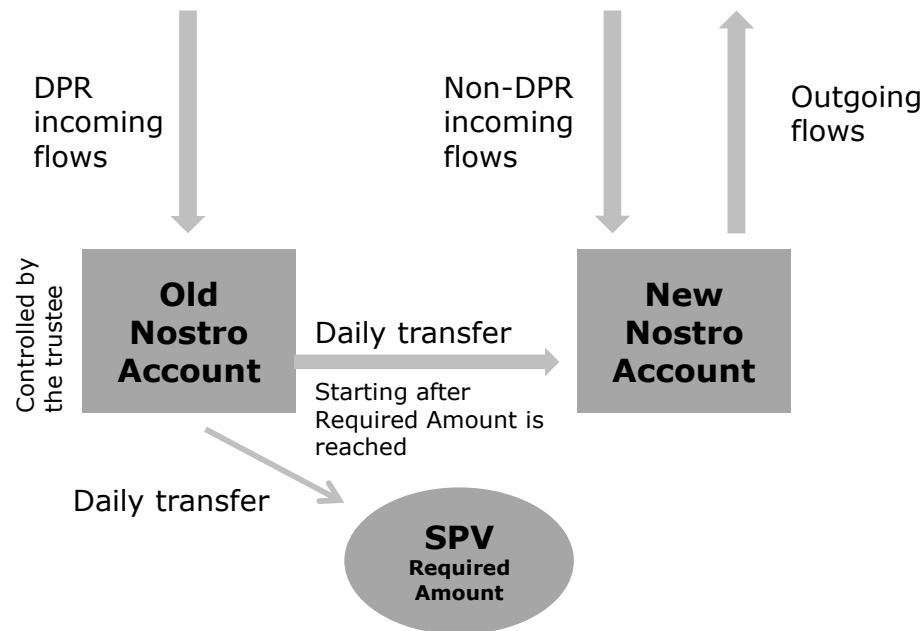 DPR
incoming
flows
Non-DPR
incoming
flows
Outgoing
flows
Controlled by
the trustee
Old
Nostro
Account
Daily transfer
Starting after
Required Amount is
reached
New
Nostro
Account
Daily transfer
SPV
Required
Amount